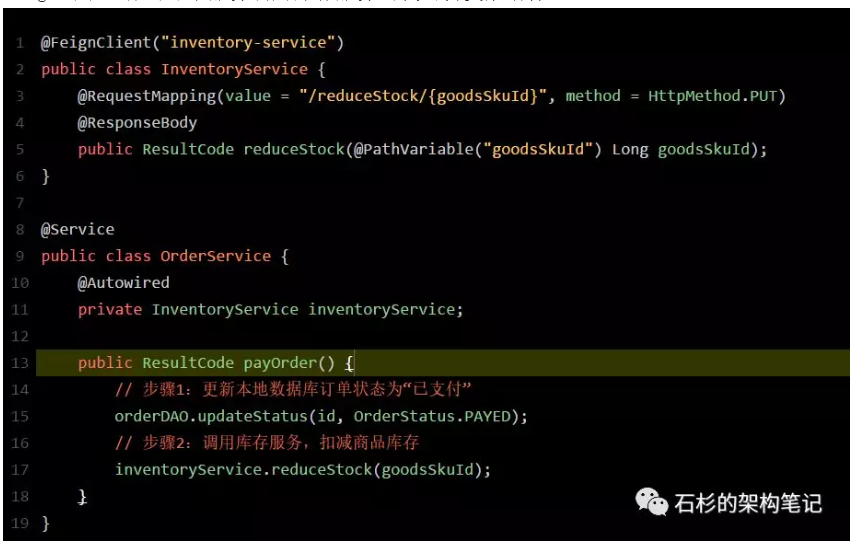 1 @FeignClient("inventory-service")
2 public class InventoryService {
3 @RequestMapping(value = "/reduceStock/{goodsSkuId}", method = HttpMethod.PUT)
4 @ResponseBody
5 public ResultCode reduceStock(@PathVariable("goodsSkuId") Long goodsSkuId);
6 }
7
8 @Service
9 public class OrderService {
10 @Autowired
11 private InventoryService inventoryService;
12
13 public ResultCode payOrder() {
14 // 步骤1：更新本地数据库订单状态为“已支付”
15 orderDAO.updateStatus(id, OrderStatus.PAYED);
16 // 步骤2：调用库存服务，扣减商品库存
17 inventoryService.reduceStock(goodsSkuId);
18 }
19 }
石杉的架构笔记